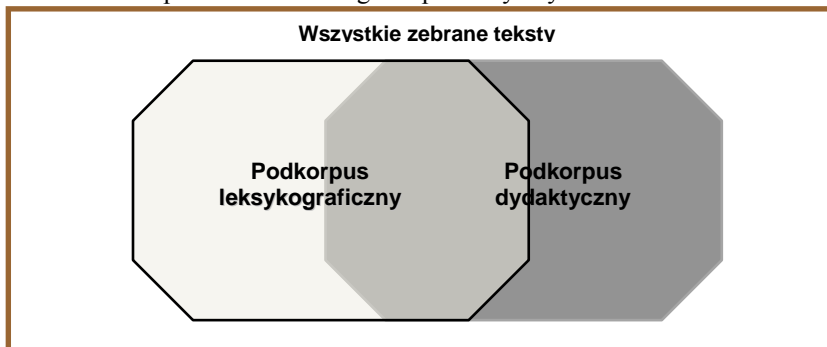 Wszystkie zebrane teksty
Podkorpus
leksykograficzny
Podkorpus
dydaktyczny